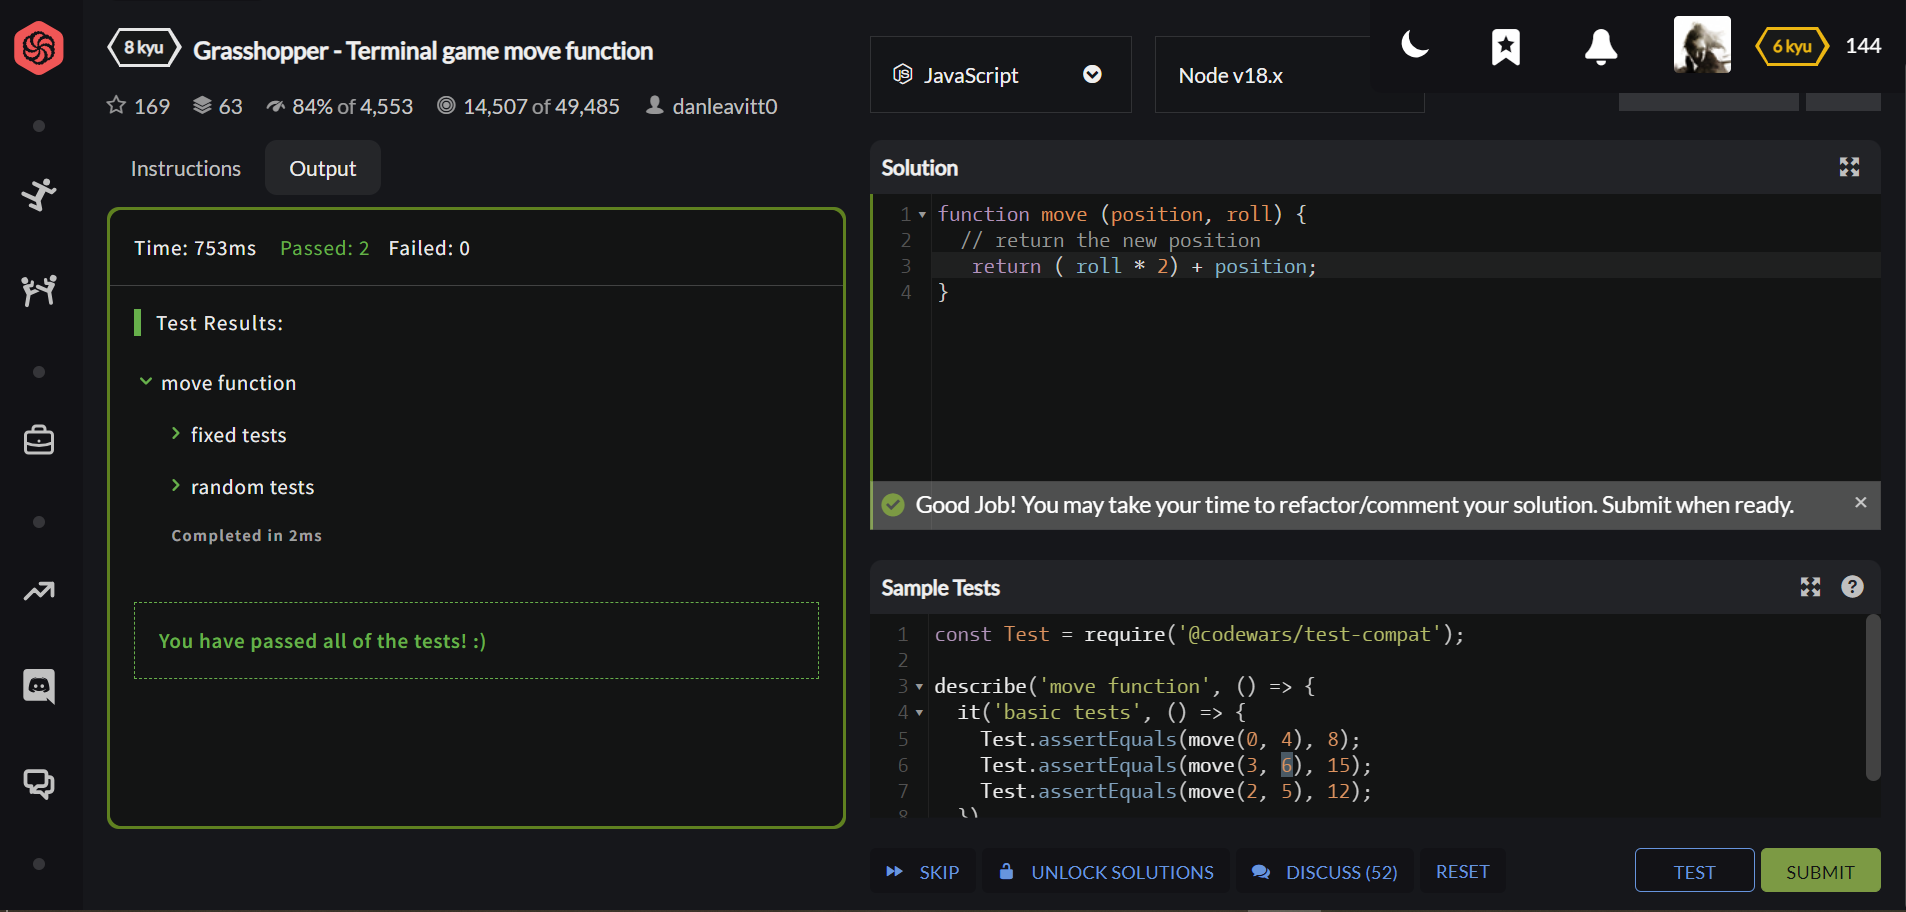 8 kyu Grasshopper - Terminal game move function
169 63 84% of 4,553 14,507 of 49,485 danleavitt0
Instructions Output
Time: 753ms Passed: 2 Failed: 0
Test Results:
move function
fixed tests
random tests
Completed in 2ms
You have passed all of the tests! :)
JavaScript Node v18.x 6 kyu 144
Solution
1 function move (position, roll) {
2 // return the new position
3 return ( roll * 2) + position;
4 }
Good Job! You may take your time to refactor/comment your solution. Submit when ready.
Sample Tests
1 const Test = require('@codewars/test-compat');
2
3 describe('move function', () => {
4 it('basic tests', () => {
5 Test.assertEquals(move(0, 4), 8);
6 Test.assertEquals(move(3, 6), 15);
7 Test.assertEquals(move(2, 5), 12);
8 })
SKIP UNLOCK SOLUTIONS DISCUSS (52) RESET TEST SUBMIT